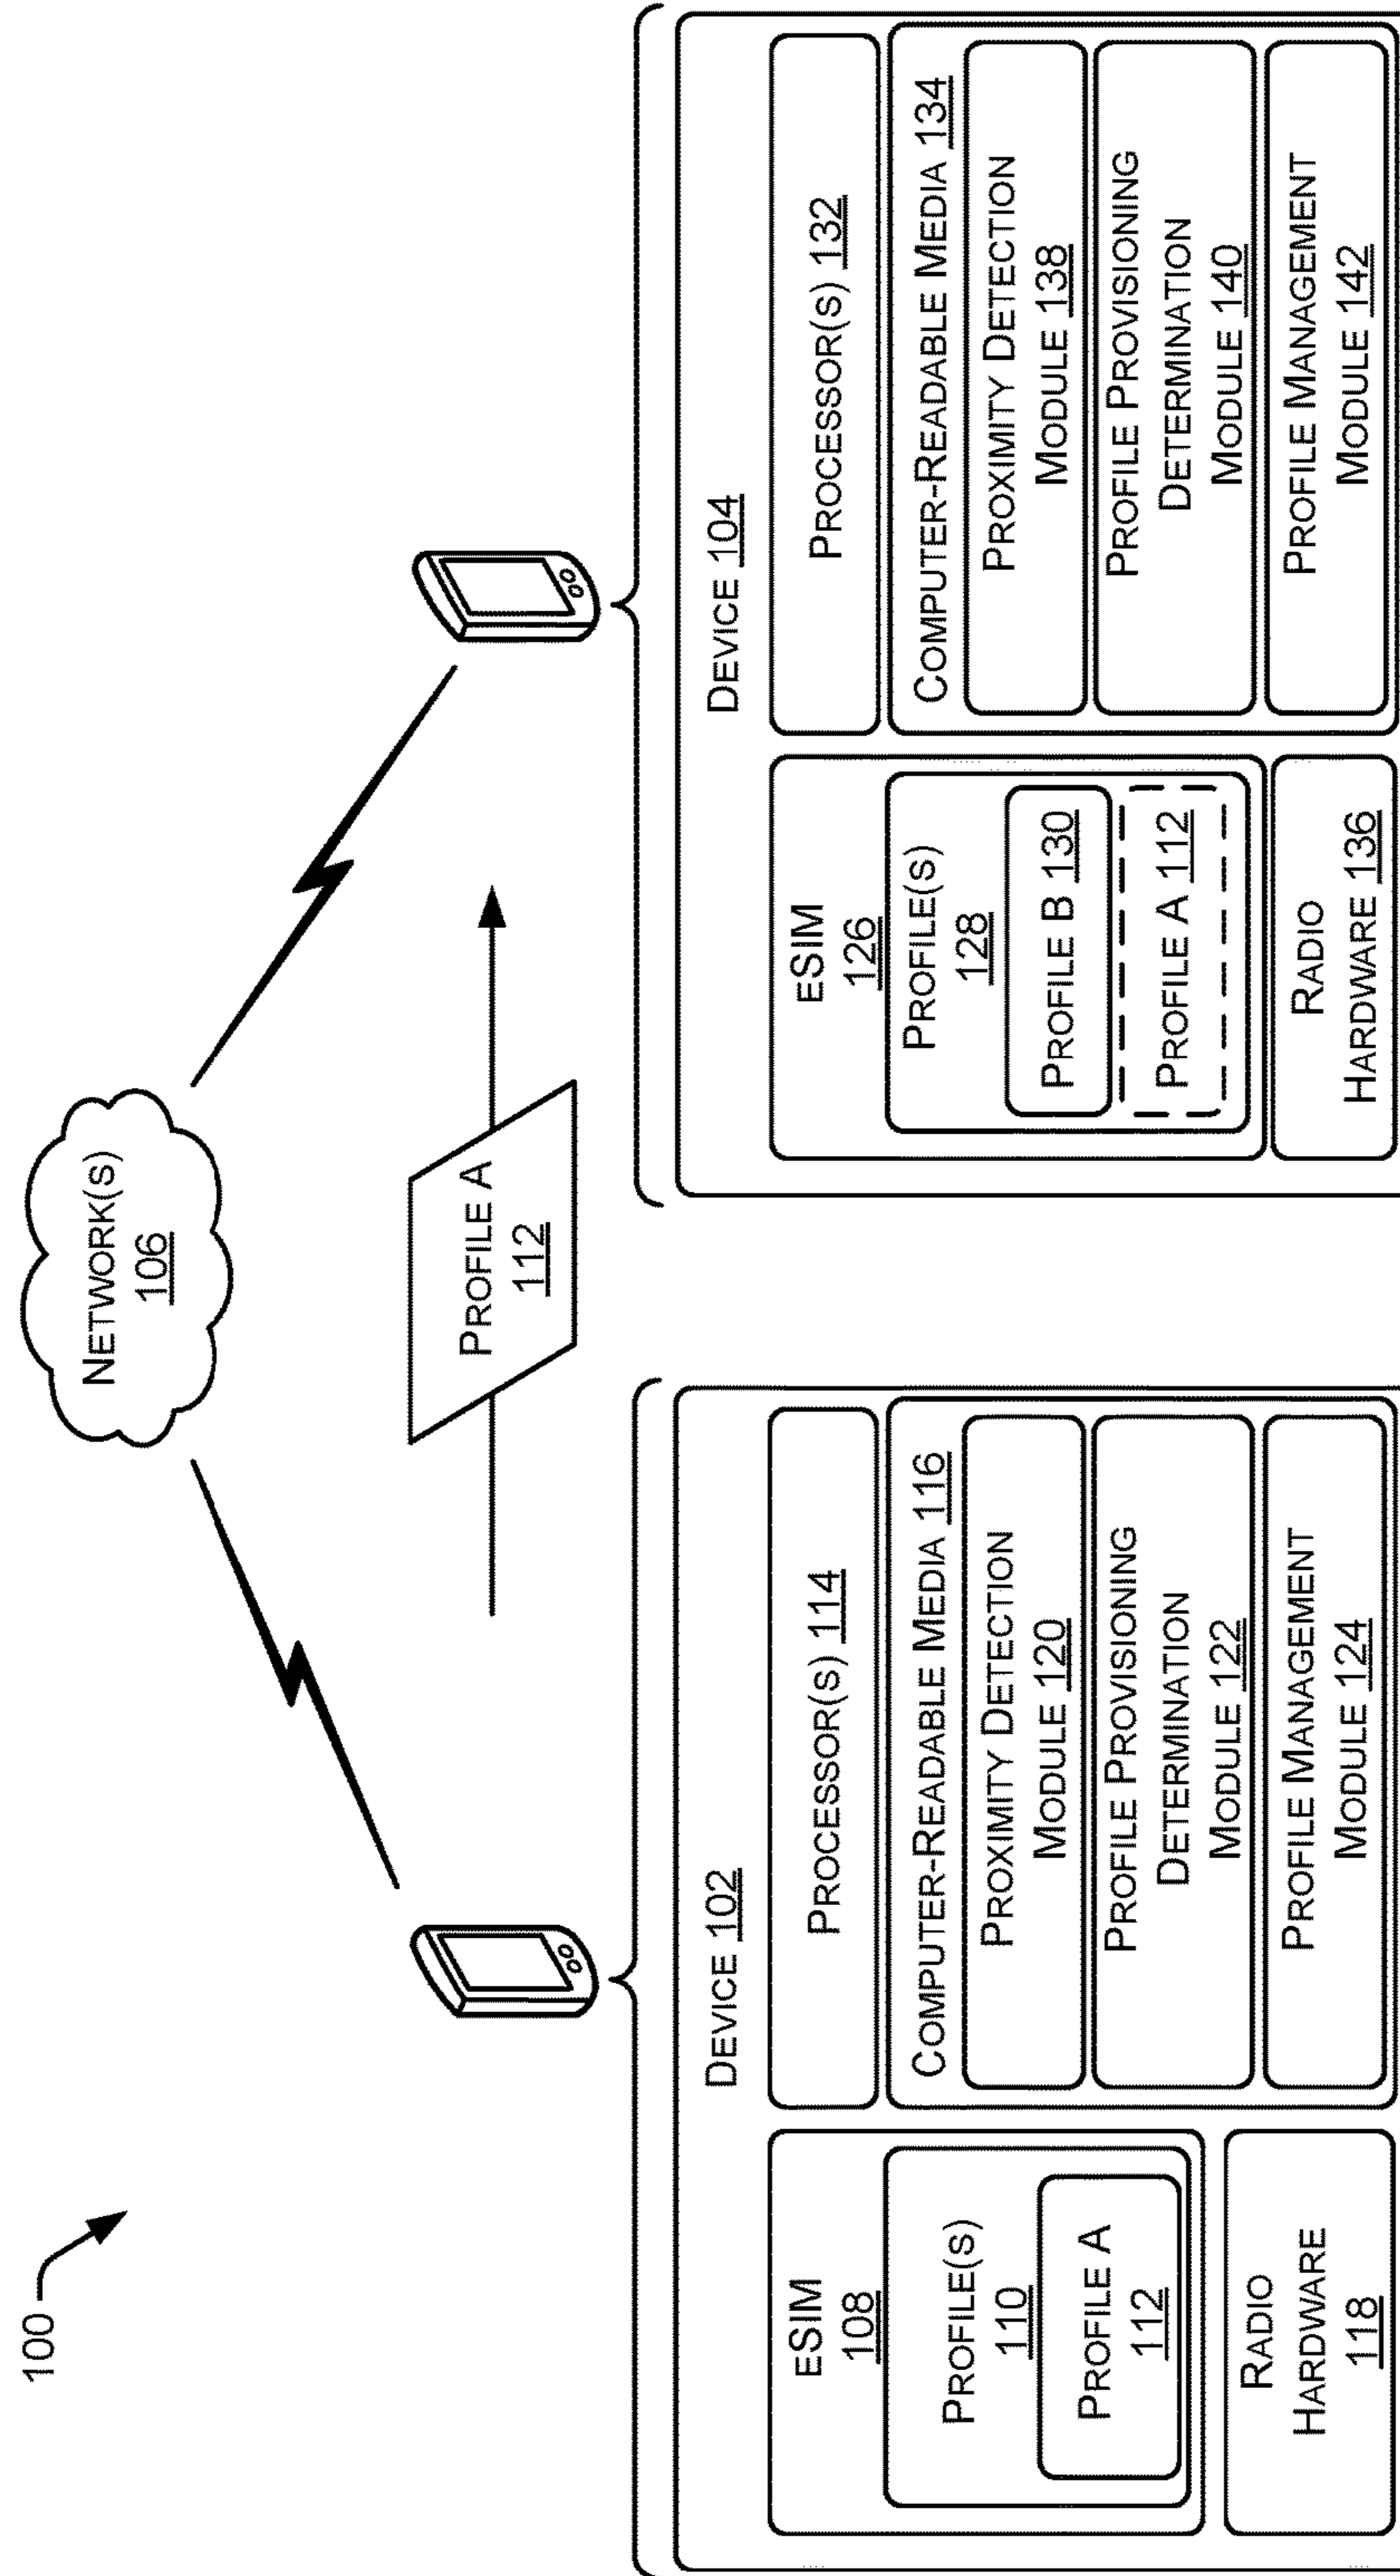 100
NETWORK(S)
106
PROFILE A
112
DEVICE 102
ESIM
108
PROFILE(S)
110
PROFILE A
112
RADIO
HARDWARE
118
PROCESSOR(S) 114
COMPUTER-READABLE MEDIA 116
PROXIMITY DETECTION
MODULE 120
PROFILE PROVISIONING
DETERMINATION
MODULE 122
PROFILE MANAGEMENT
MODULE 124
DEVICE 104
ESIM
126
PROFILE(S)
128
PROFILE B 130
PROFILE A 112
RADIO
HARDWARE 136
PROCESSOR(S) 132
COMPUTER-READABLE MEDIA 134
PROXIMITY DETECTION
MODULE 138
PROFILE PROVISIONING
DETERMINATION
MODULE 140
PROFILE MANAGEMENT
MODULE 142